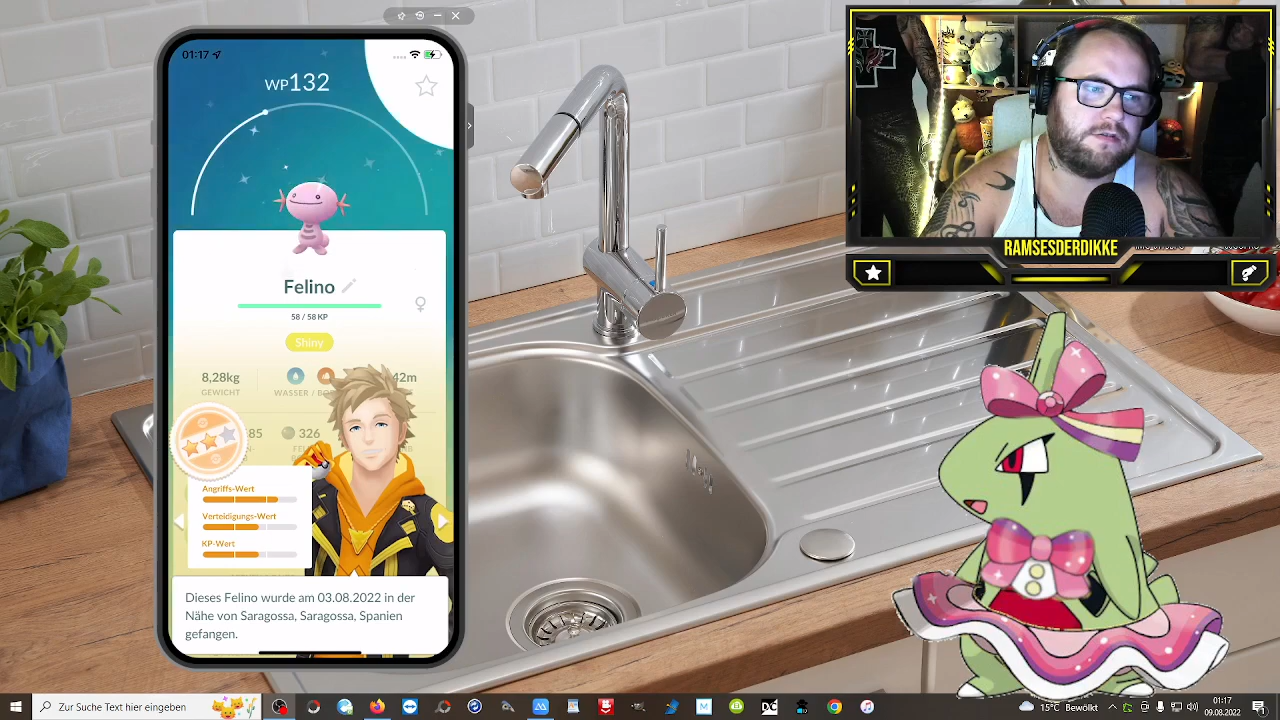 01:17
WP132
Felino
58 / 58 KP
Shiny
8,28kg
GEWICHT
WASSER /
42m
85
326
Angriffs-Wert
Verteidigungs-Wert
KP-Wert
Dieses Felino wurde am 03.08.2022 in der
Nähe von Saragossa, Saragossa, Spanien
gefangen.
RAMSESDERDIKKE
Zur Suche Text hier eingeben
15°C Bewölkt
01:17
09.08.2022